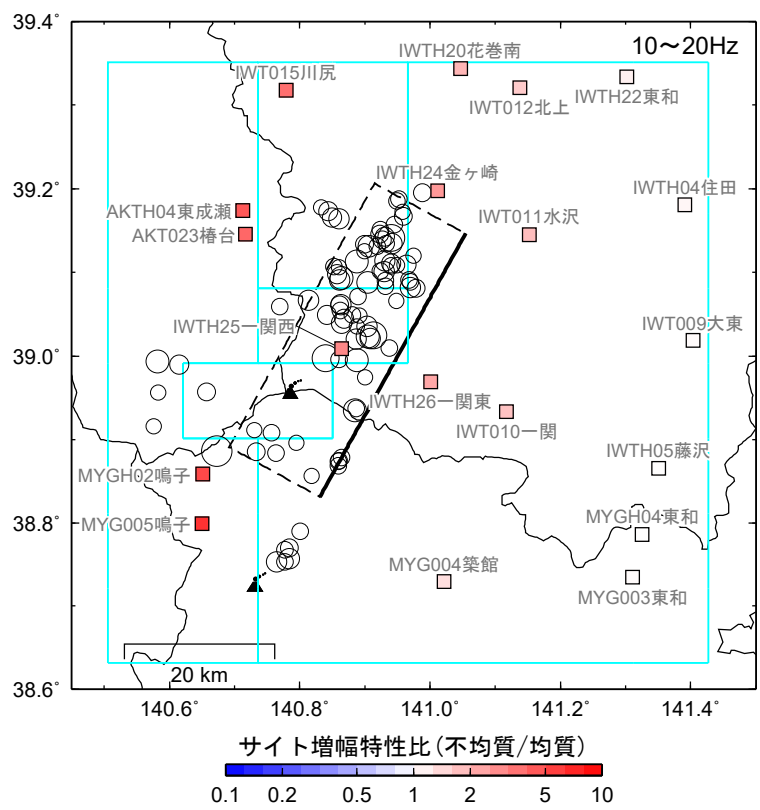 39.4˚
10～20Hz
IWTH20花巻南
IWT015川尻
IWT012北上
IWTH22東和
39.2˚
IWTH24金ヶ崎
IWTH04住田
AKTH04東成瀬
IWT011水沢
AKT023椿台
IWTH25一関西
IWT009大東
39.0˚
IWTH26一関東
IWT010一関
IWTH05藤沢
MYGH02鳴子
38.8˚
MYG005鳴子
MYGH04東和
MYG004築館
MYG003東和
20 km
38.6˚
140.6˚ 140.8˚ 141.0˚ 141.2˚ 141.4˚
サイト増幅特性比(不均質/均質)
0.1 0.2 0.5 1 2 5 10